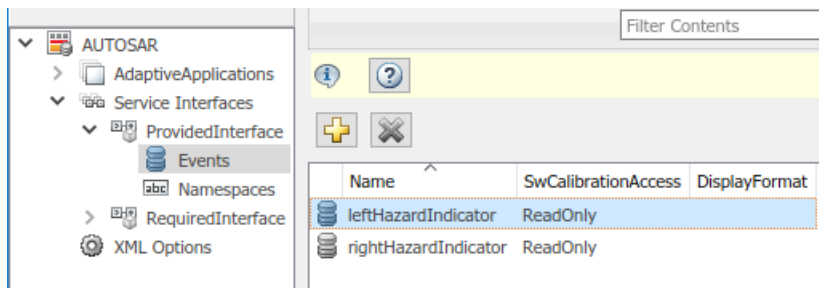 Filter Contents
AUTOSAR
AdaptiveApplications
Service Interfaces
ProvidedInterface
Events
abc Namespaces
RequiredInterface
XML Options
Name SwCalibrationAccess DisplayFormat
leftHazardIndicator ReadOnly
rightHazardIndicator ReadOnly